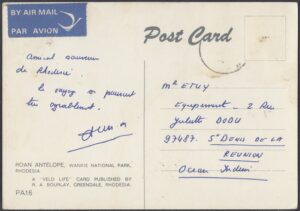 BY AIR MAIL
PAR AVION
Post Card
Amical souvenir
de Rhodésie.
le voyage se poursuit
très agréablement.
Mr ETUY
Equipement - 2 Rue
Juliette DODU
97487. St DENIS DE LA
REUNION
Ocean Indien
ROAN ANTELOPE, WANKIE NATIONAL PARK,
RHODESIA
A "VELD LIFE" CARD PUBLISHED BY
R. A. BOURLAY, GREENDALE, RHODESIA.
PA16